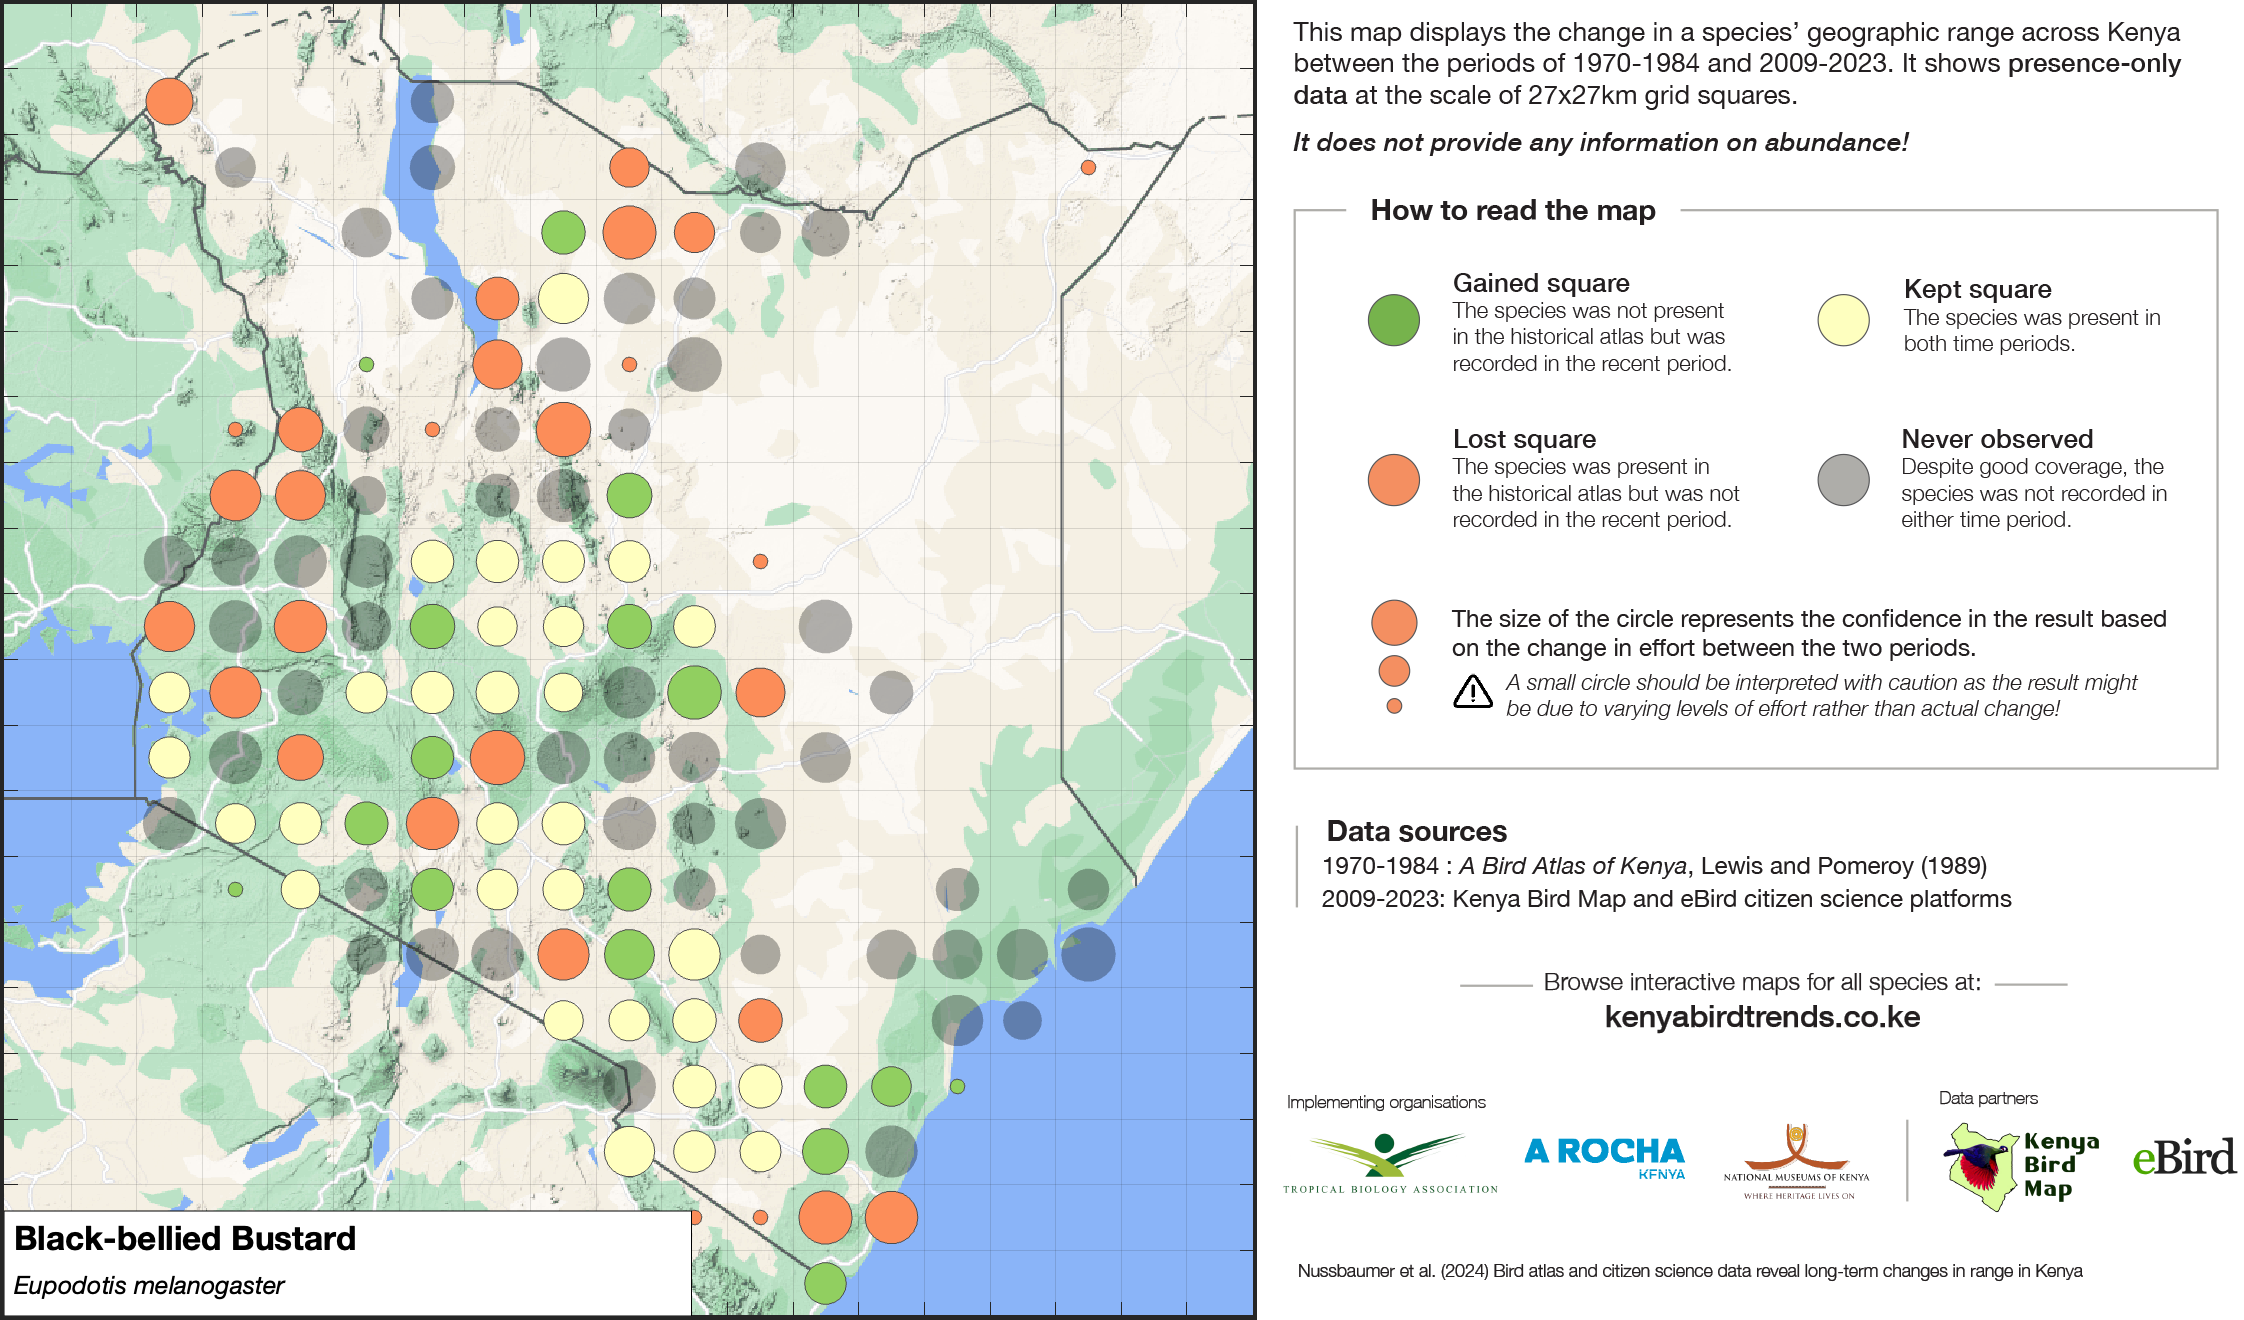 This map displays the change in a species’ geographic range across Kenya
between the periods of 1970-1984 and 2009-2023. It shows presence-only
data at the scale of 27x27km grid squares.
It does not provide any information on abundance!
How to read the map
Gained square
The species was not present
in the historical atlas but was
recorded in the recent period.
Kept square
The species was present in
both time periods.
Lost square
The species was present in
the historical atlas but was not
recorded in the recent period.
Never observed
Despite good coverage, the
species was not recorded in
either time period.
The size of the circle represents the confidence in the result based
on the change in effort between the two periods.
A small circle should be interpreted with caution as the result might
be due to varying levels of effort rather than actual change!
Data sources
1970-1984 : A Bird Atlas of Kenya, Lewis and Pomeroy (1989)
2009-2023: Kenya Bird Map and eBird citizen science platforms
Browse interactive maps for all species at:
kenyabirdtrends.co.ke
Implementing organisations
Data partners
TROPICAL BIOLOGY ASSOCIATION
A ROCHA
KENYA
NATIONAL MUSEUMS OF KENYA
WHERE HERITAGE LIVES ON
Kenya
Bird
Map
eBird
Nussbaumer et al. (2024) Bird atlas and citizen science data reveal long-term changes in range in Kenya
Black-bellied Bustard
Eupodotis melanogaster